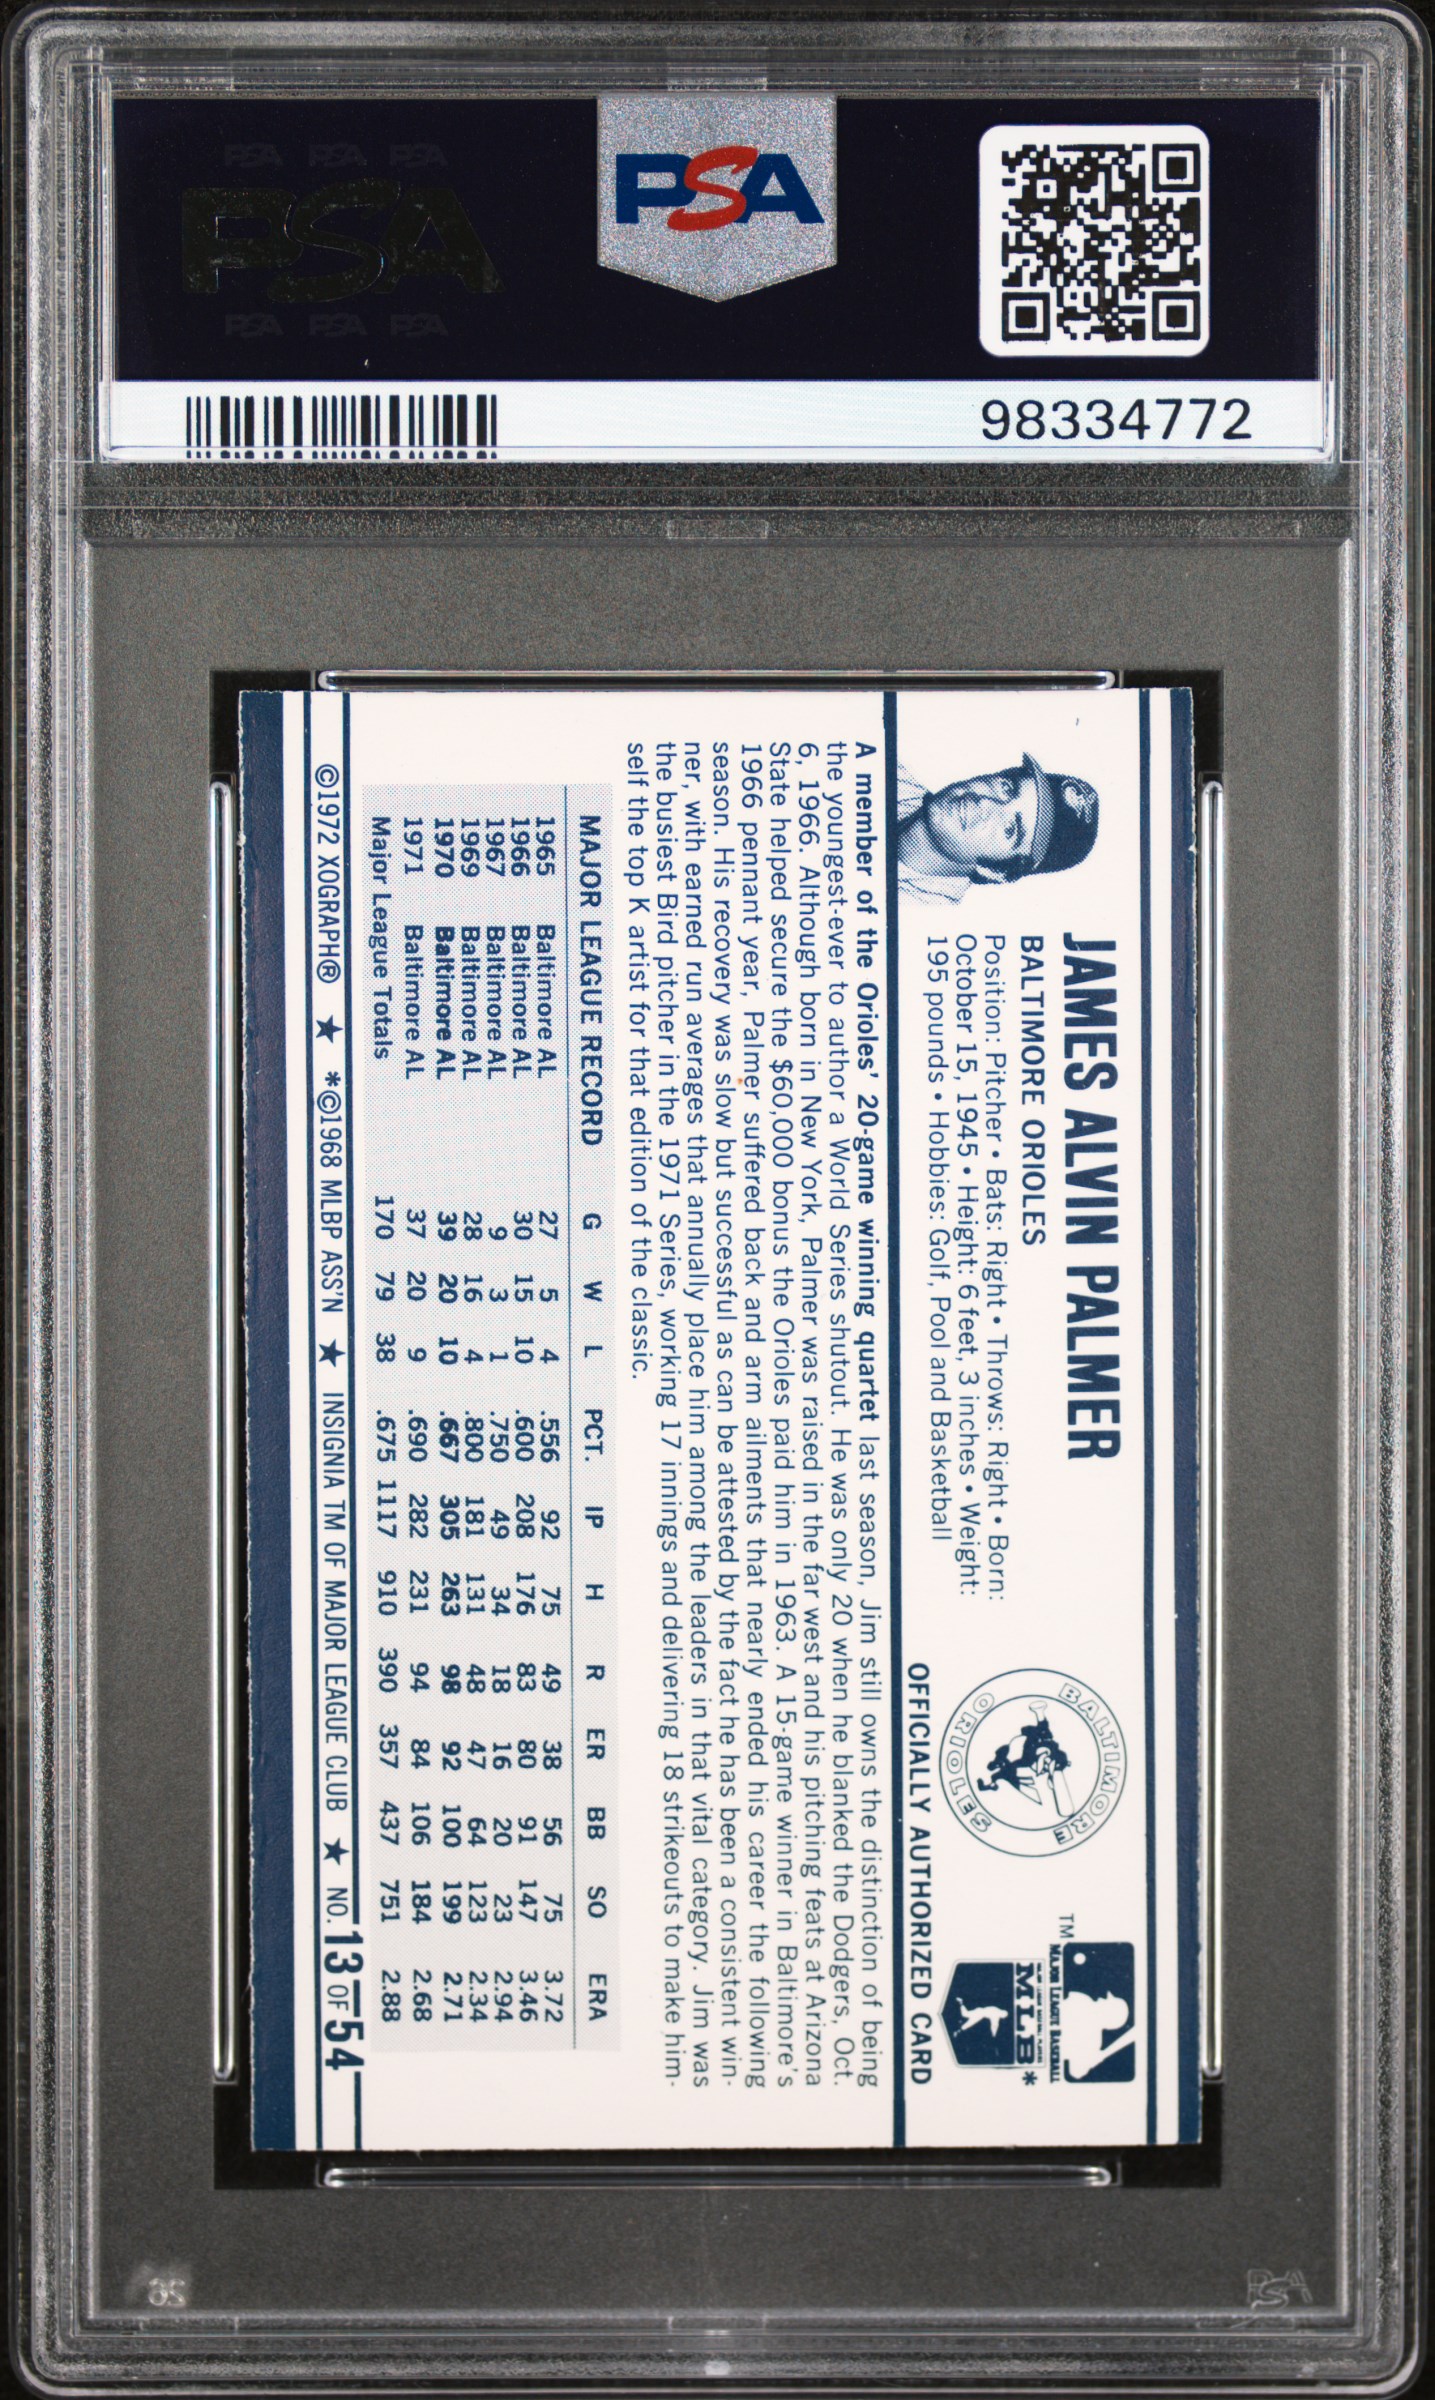 PSA PSA PSA
PSA
PSA PSA PSA
PSA
98334772
JAMES ALVIN PALMER
BALTIMORE ORIOLES
Position: Pitcher • Bats: Right • Throws: Right • Born:
October 15, 1945 • Height: 6 feet, 3 inches • Weight:
195 pounds • Hobbies: Golf, Pool and Basketball
BALTIMORE
ORIOLES
TM
MAJOR LEAGUE BASEBALL
MLB*
OFFICIALLY AUTHORIZED CARD
A member of the Orioles' 20-game winning quartet last season, Jim still owns the distinction of being
the youngest-ever to author a World Series shutout. He was only 20 when he blanked the Dodgers, Oct.
6, 1966. Although born in New York, Palmer was raised in the far west and his pitching feats at Arizona
State helped secure the $60,000 bonus the Orioles paid him in 1963. A 15-game winner in Baltimore's
1966 pennant year, Palmer suffered back and arm ailments that nearly ended his career the following
season. His recovery was slow but successful as can be attested by the fact he has been a consistent win-
ner, with earned run averages that annually place him among the leaders in that vital category. Jim was
the busiest Bird pitcher in the 1971 Series, working 17 innings and delivering 18 strikeouts to make him-
self the top K artist for that edition of the classic.
MAJOR LEAGUE RECORD G W L PCT. IP H R ER BB SO ERA
1965 Baltimore AL 27 5 4 .556 92 75 49 38 56 75 3.72
1966 Baltimore AL 30 15 10 .600 208 176 83 80 91 147 3.46
1967 Baltimore AL 9 3 1 .750 49 34 18 16 20 23 2.94
1969 Baltimore AL 28 16 4 .800 181 131 48 47 64 123 2.34
1970 Baltimore AL 39 20 10 .667 305 263 98 92 100 199 2.71
1971 Baltimore AL 37 20 9 .690 282 231 94 84 106 184 2.68
Major League Totals 170 79 38 .675 1117 910 390 357 437 751 2.88
©1972 XOGRAPH® ★ *©1968 MLBP ASS'N ★ INSIGNIA TM OF MAJOR LEAGUE CLUB ★ NO. 13 OF 54
PSA